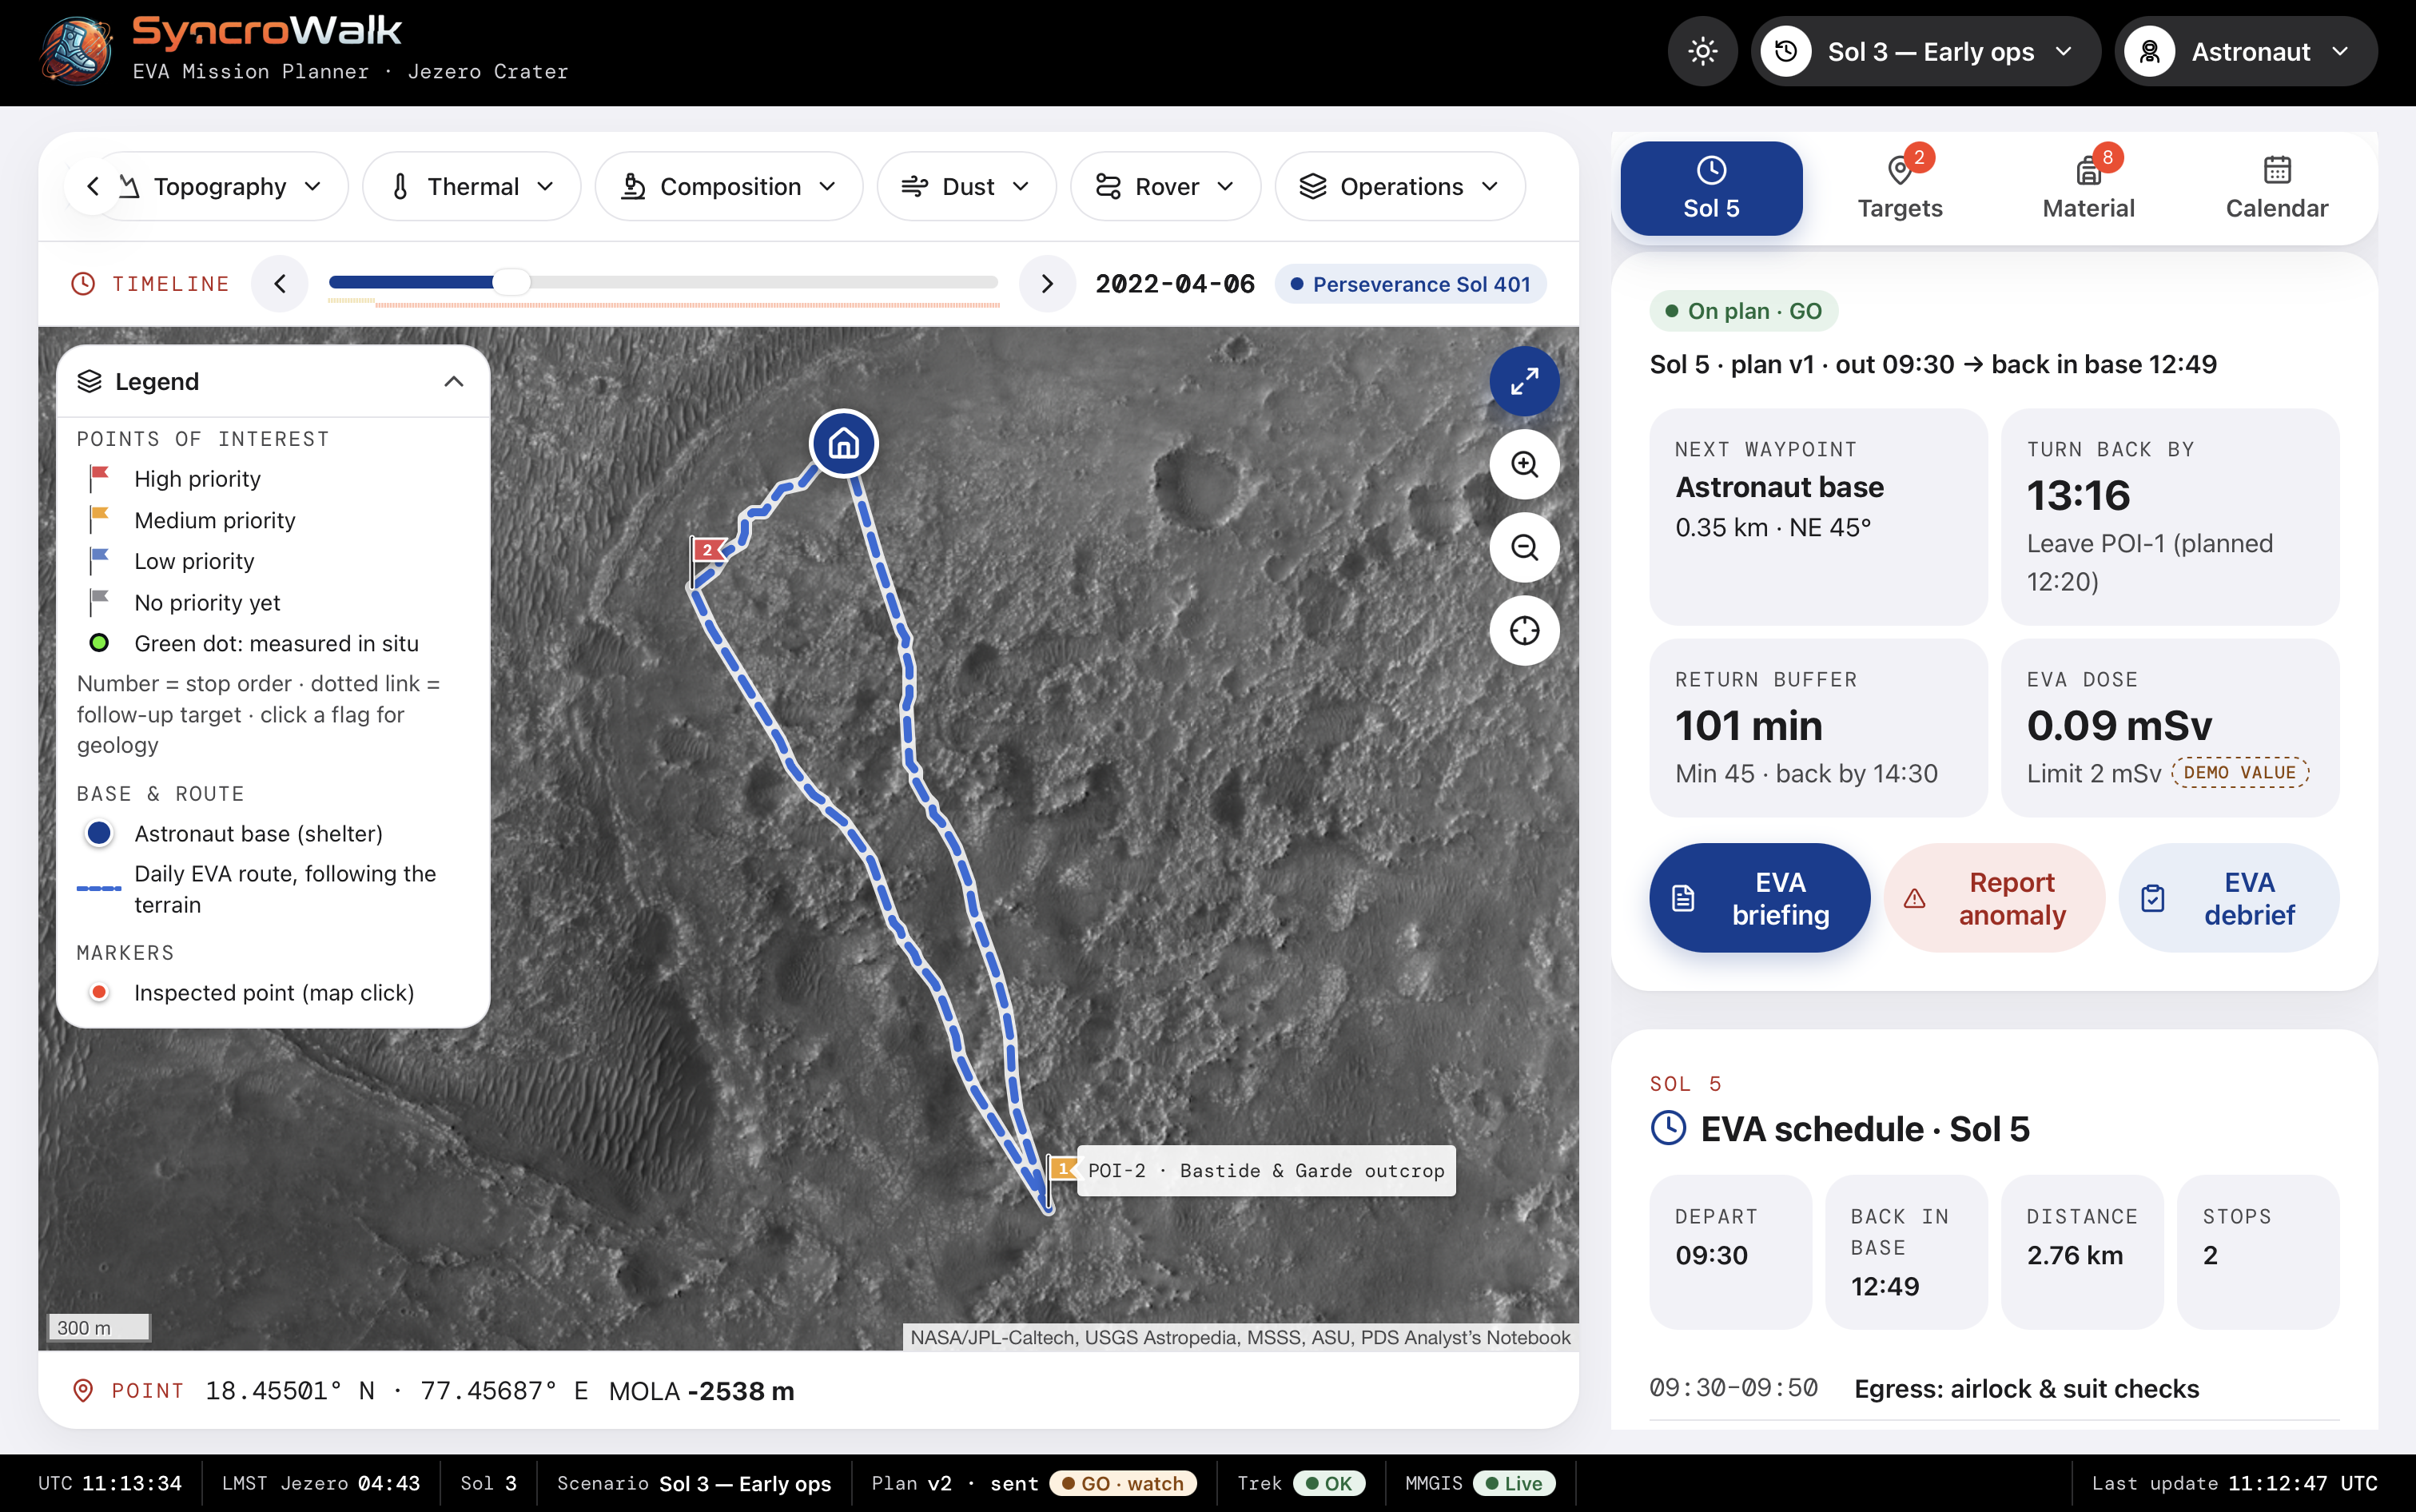 SyncroWalk
EVA Mission Planner · Jezero Crater
Sol 3 — Early ops
Astronaut
Topography
Thermal
Composition
Dust
Rover
Operations
TIMELINE
2022-04-06
Perseverance Sol 401
Legend
POINTS OF INTEREST
High priority
Medium priority
Low priority
No priority yet
Green dot: measured in situ
Number = stop order · dotted link =
follow-up target · click a flag for
geology
BASE & ROUTE
Astronaut base (shelter)
Daily EVA route, following the
terrain
MARKERS
Inspected point (map click)
2
1
POI-2 · Bastide & Garde outcrop
300 m
NASA/JPL-Caltech, USGS Astropedia, MSSS, ASU, PDS Analyst's Notebook
POINT
18.45501° N · 77.45687° E
MOLA -2538 m
Sol 5
2
Targets
8
Material
Calendar
On plan · GO
Sol 5 · plan v1 · out 09:30 → back in base 12:49
NEXT WAYPOINT
Astronaut base
0.35 km · NE 45°
TURN BACK BY
13:16
Leave POI-1 (planned
12:20)
RETURN BUFFER
101 min
Min 45 · back by 14:30
EVA DOSE
0.09 mSv
Limit 2 mSv
DEMO VALUE
EVA
briefing
Report
anomaly
EVA
debrief
SOL 5
EVA schedule · Sol 5
DEPART
09:30
BACK IN
BASE
12:49
DISTANCE
2.76 km
STOPS
2
09:30–09:50
Egress: airlock & suit checks
UTC 11:13:34
LMST Jezero 04:43
Sol 3
Scenario Sol 3 — Early ops
Plan v2 · sent
GO · watch
Trek
OK
MMGIS
Live
Last update 11:12:47 UTC